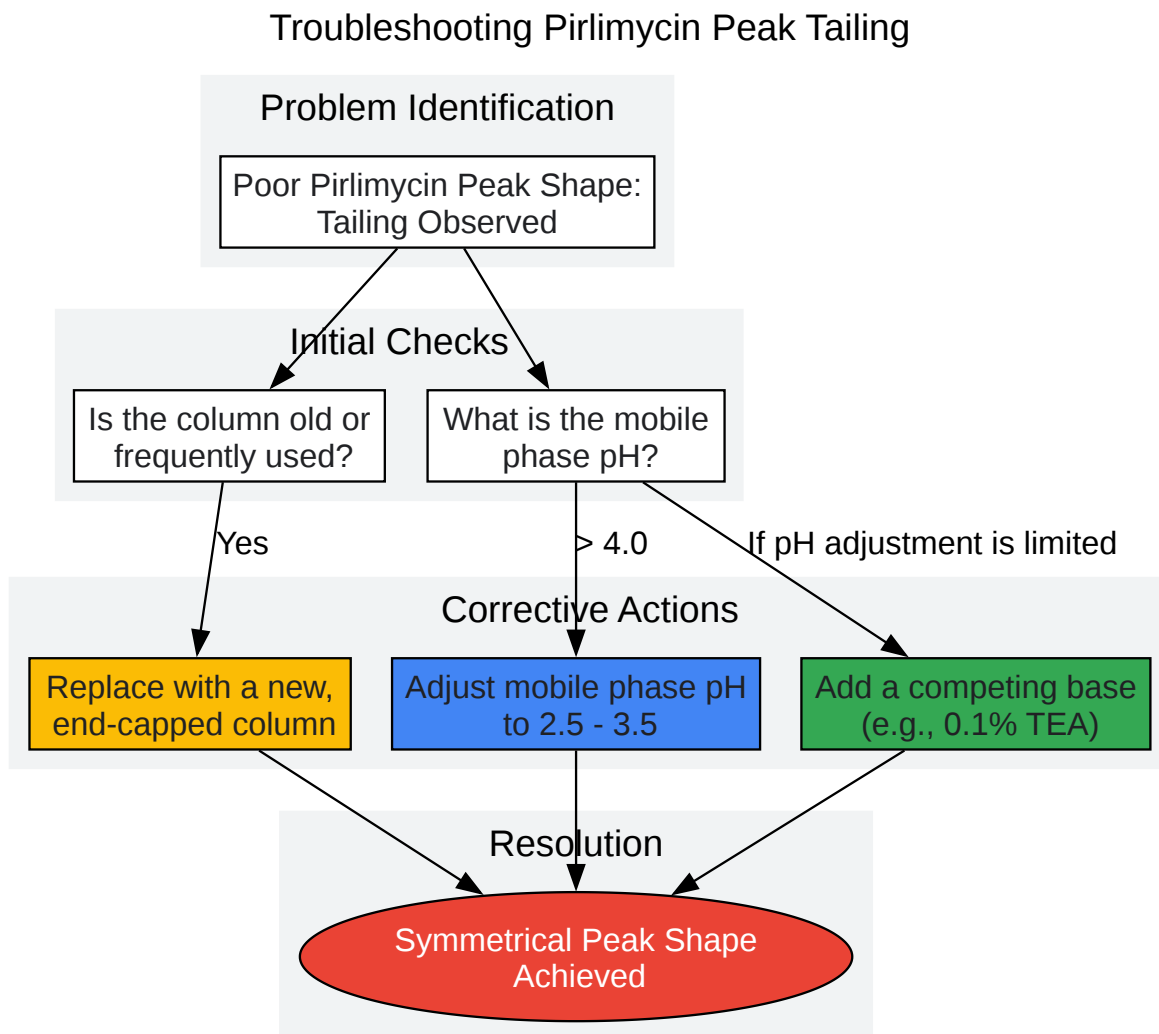 Troubleshooting Pirlimycin Peak Tailing
Problem Identification
Poor Pirlimycin Peak Shape:
Tailing Observed
Initial Checks
Is the column old or
frequently used?
What is the mobile
phase pH?
Yes
> 4.0
If pH adjustment is limited
Corrective Actions
Replace with a new,
end-capped column
Adjust mobile phase pH
to 2.5 - 3.5
Add a competing base
(e.g., 0.1% TEA)
Resolution
Symmetrical Peak Shape
Achieved